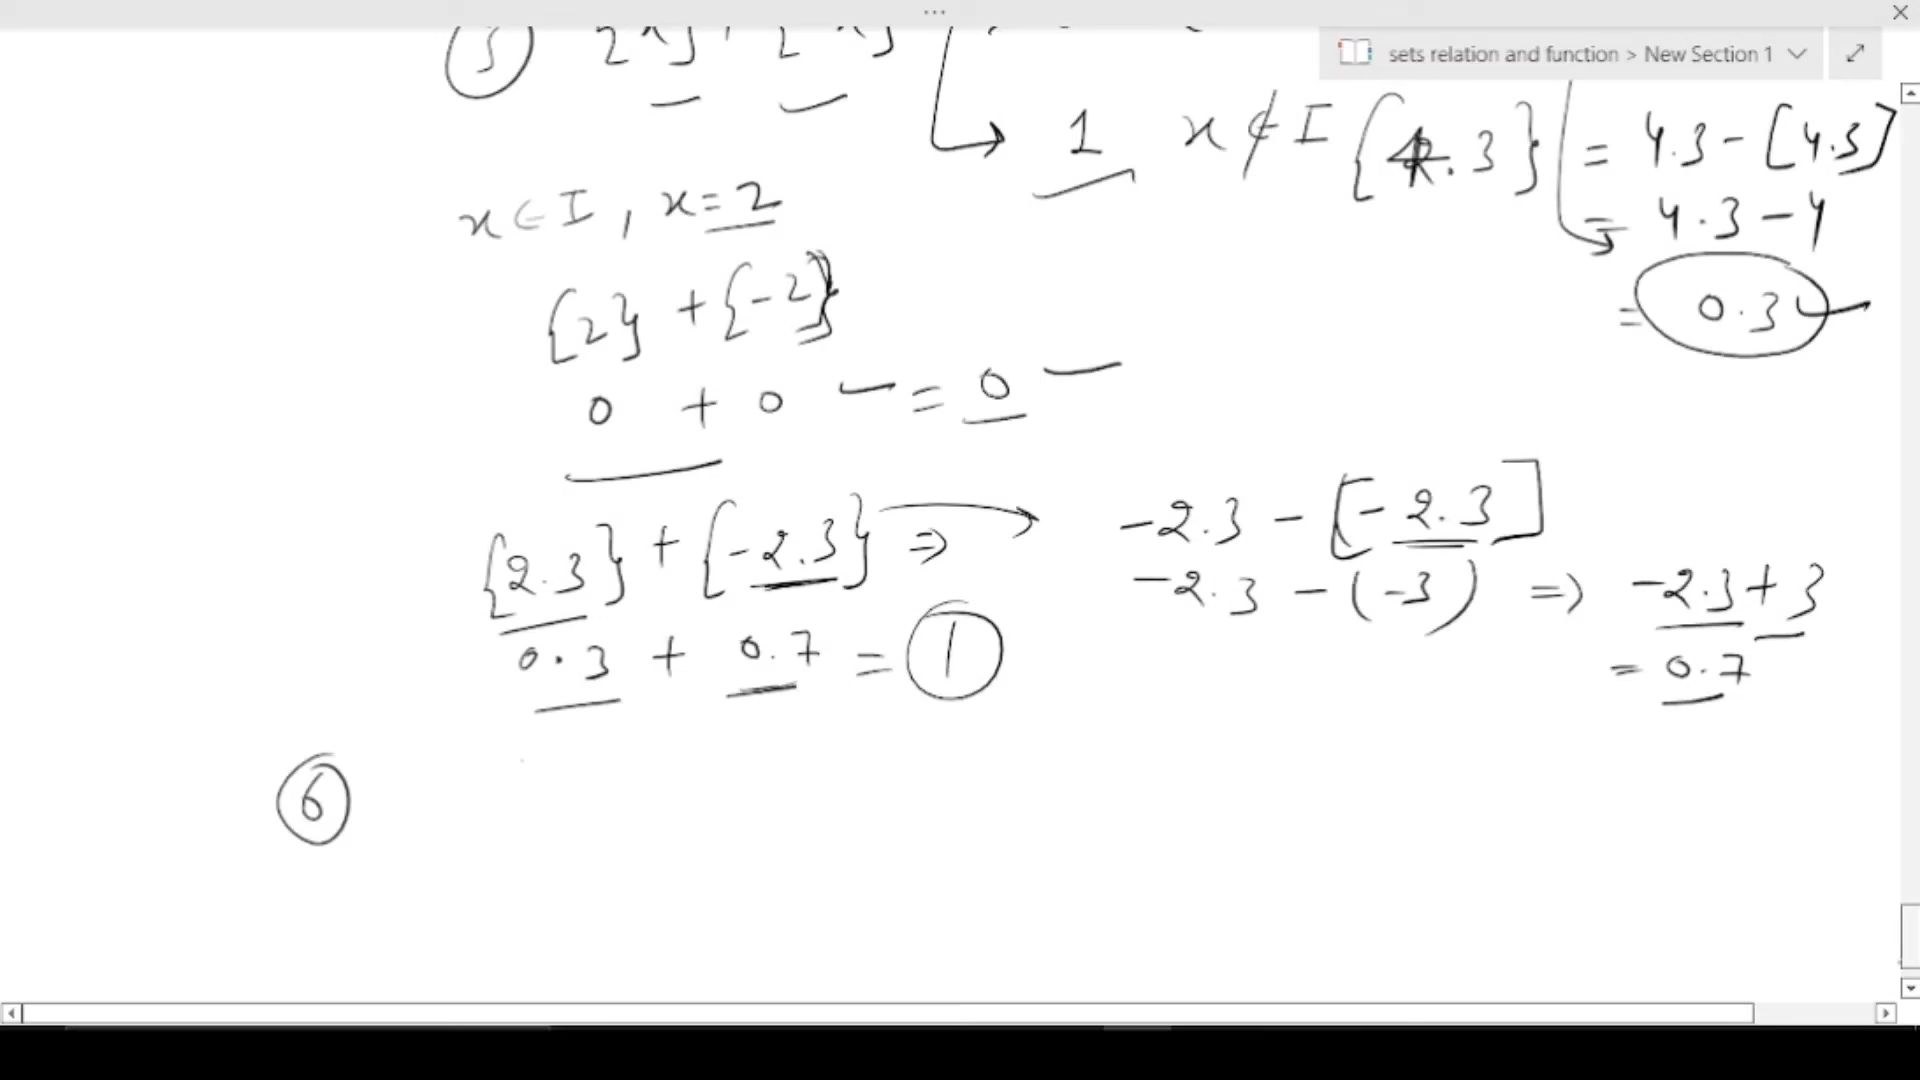 sets relation and function > New Section 1
1 x ∉ I {4.3} = 4.3 - [4.3]
= 4.3 - 4
= 0.3
x ∈ I, x = 2
{2} + {-2}
0 + 0 = 0
{2.3} + {-2.3} ⇒ → -2.3 - [-2.3]
-2.3 - (-3) ⇒ -2.3 + 3
0.3 + 0.7 = 1
= 0.7
6